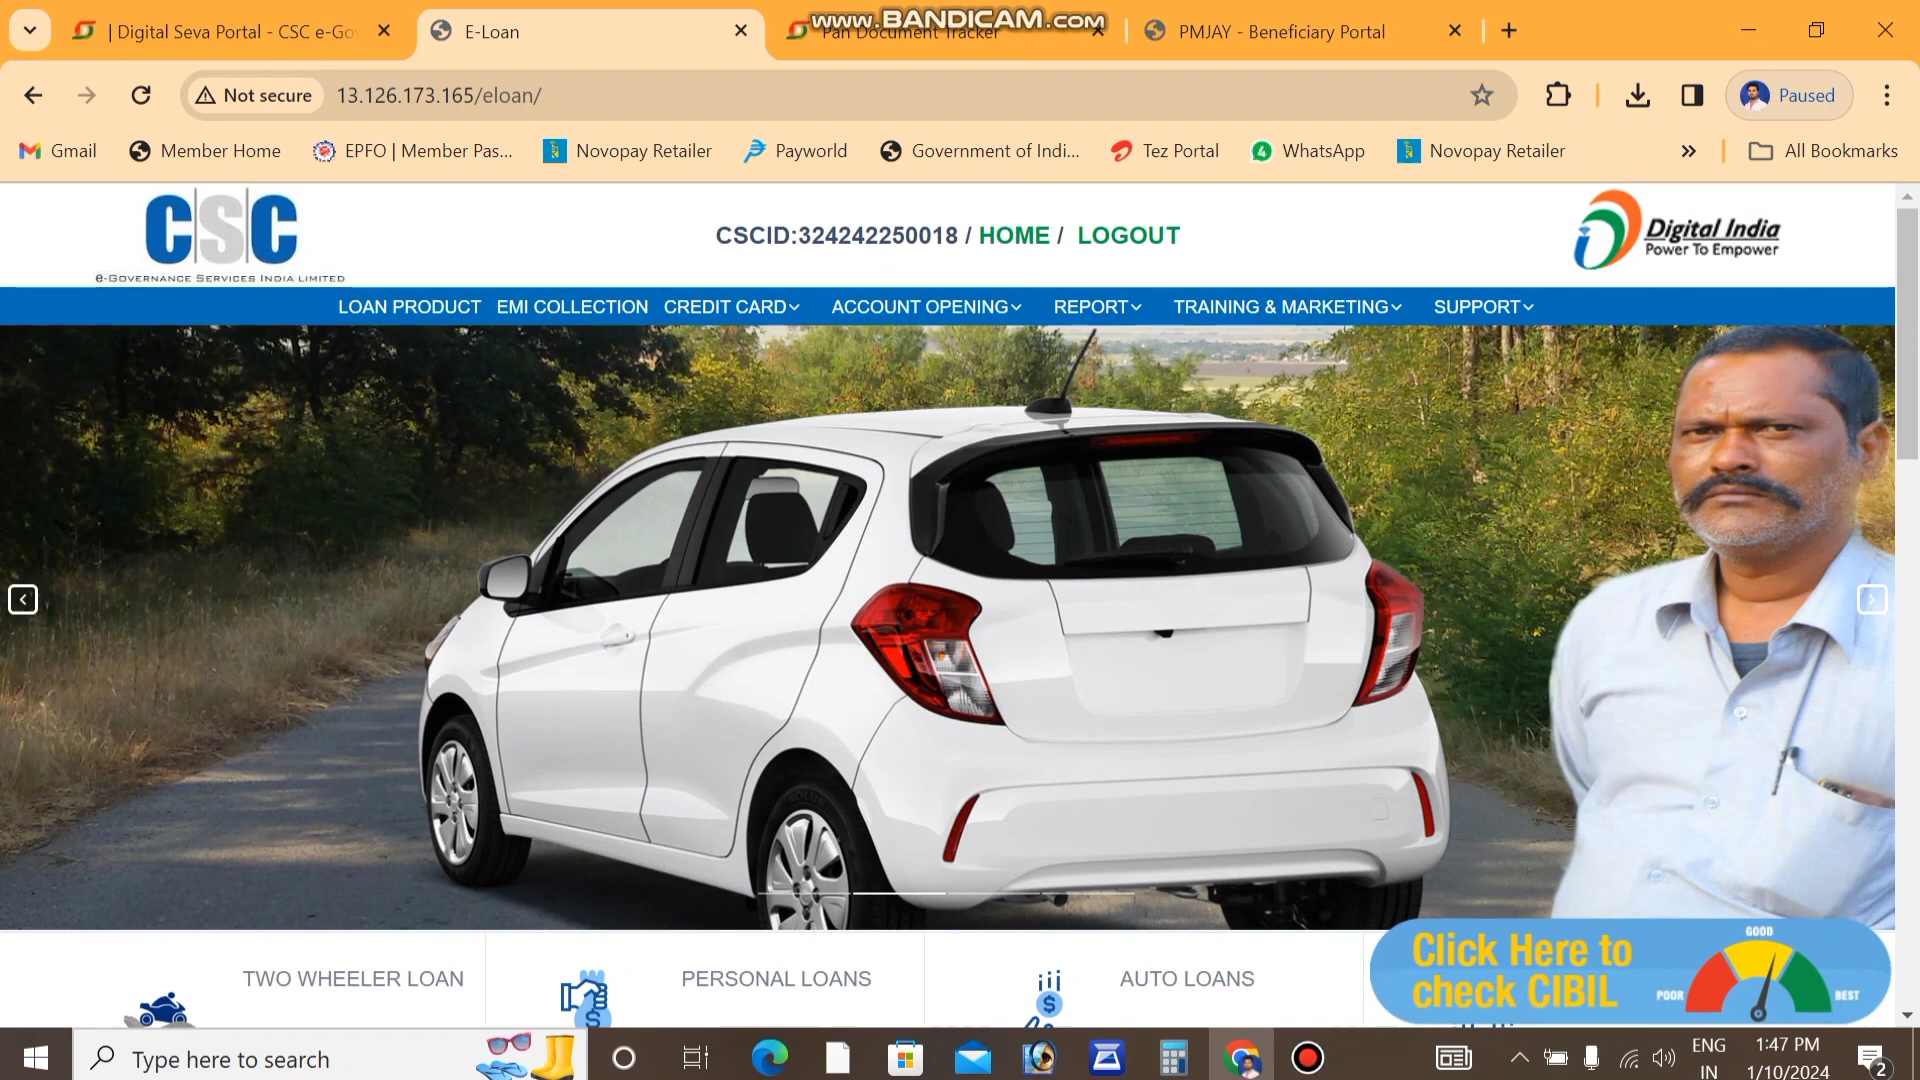 | Digital Seva Portal - CSC e-Go
E-Loan
Pan Document Tracker
PMJAY - Beneficiary Portal
www.BANDICAM.com
Not secure
13.126.173.165/eloan/
Paused
Gmail
Member Home
EPFO | Member Pas...
Novopay Retailer
Payworld
Government of Indi...
Tez Portal
WhatsApp
Novopay Retailer
All Bookmarks
CSC
e-Governance Services India Limited
CSCID:324242250018 / HOME / LOGOUT
Digital India
Power To Empower
LOAN PRODUCT
EMI COLLECTION
CREDIT CARD
ACCOUNT OPENING
REPORT
TRAINING & MARKETING
SUPPORT
TWO WHEELER LOAN
PERSONAL LOANS
AUTO LOANS
Click Here to
check CIBIL
POOR
GOOD
BEST
Type here to search
ENG
IN
1:47 PM
1/10/2024
2